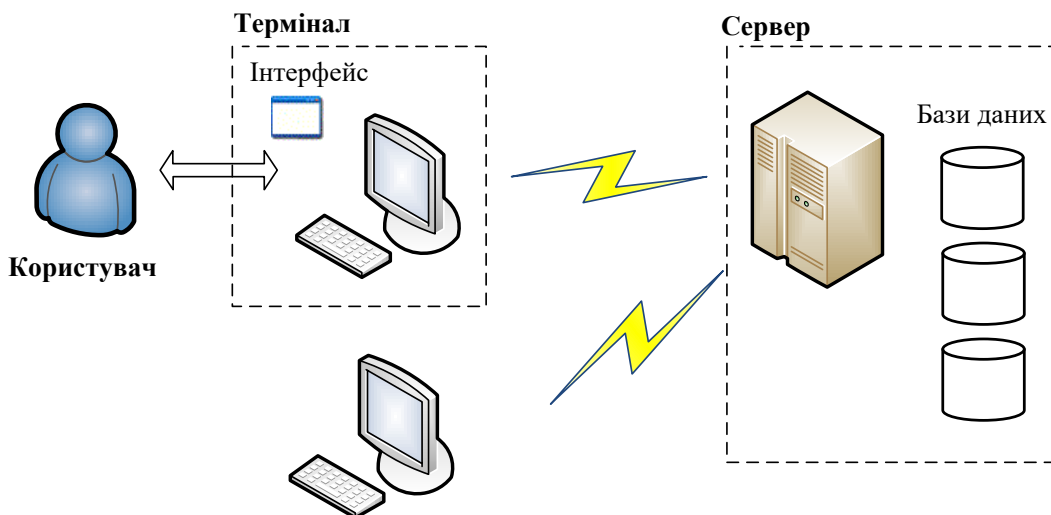 Термінал
Сервер
Інтерфейс
Бази даних
Користувач